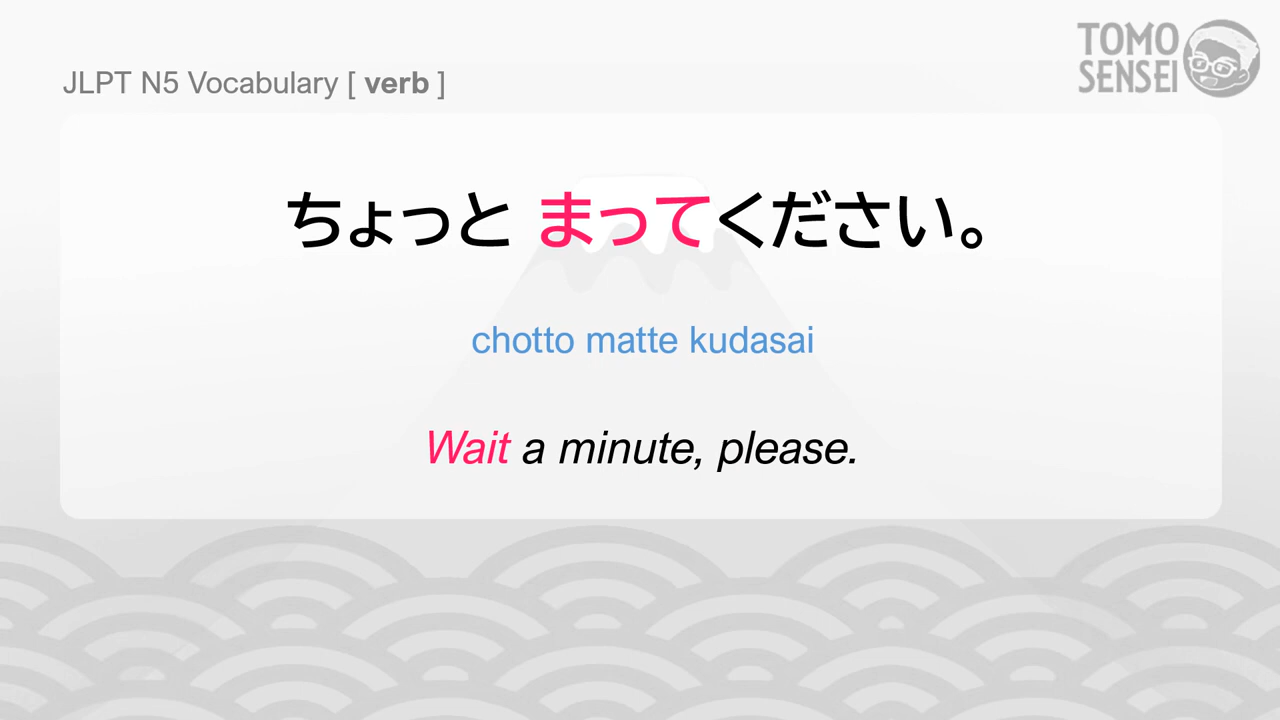 TOMO
SENSEI
JLPT N5 Vocabulary [ verb ]
ちょっと まってください。
chotto matte kudasai
Wait a minute, please.